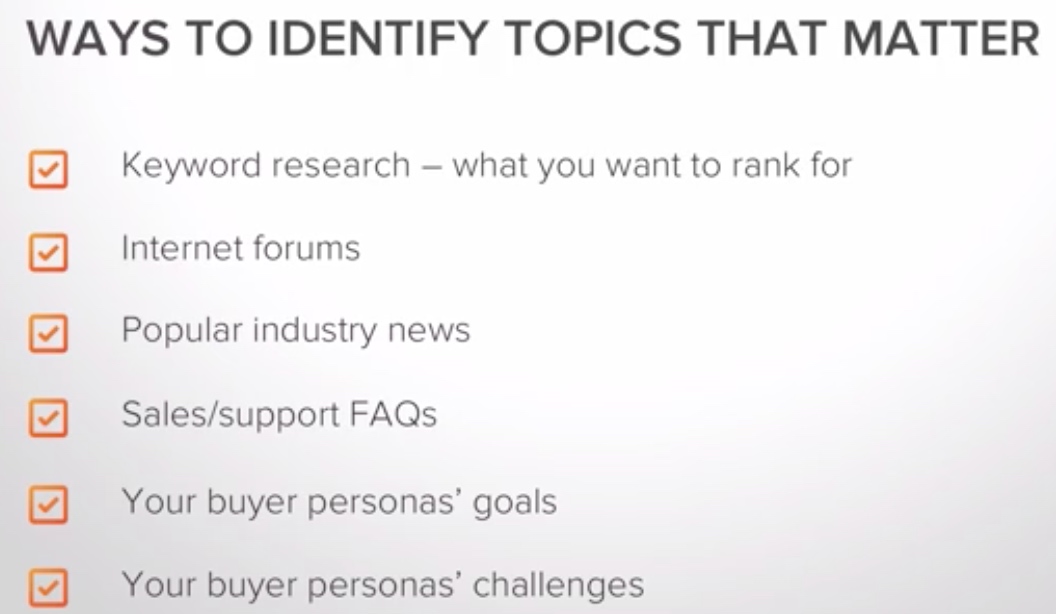 WAYS TO IDENTIFY TOPICS THAT MATTER
Keyword research – what you want to rank for
Internet forums
Popular industry news
Sales/support FAQs
Your buyer personas’ goals
Your buyer personas’ challenges